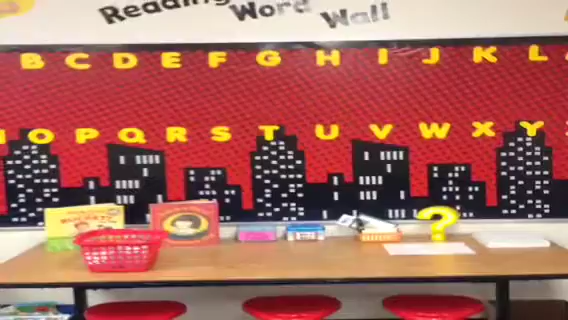 Reading Word Wall
B C D E F G H I J K L
O P Q R S T U V W X Y